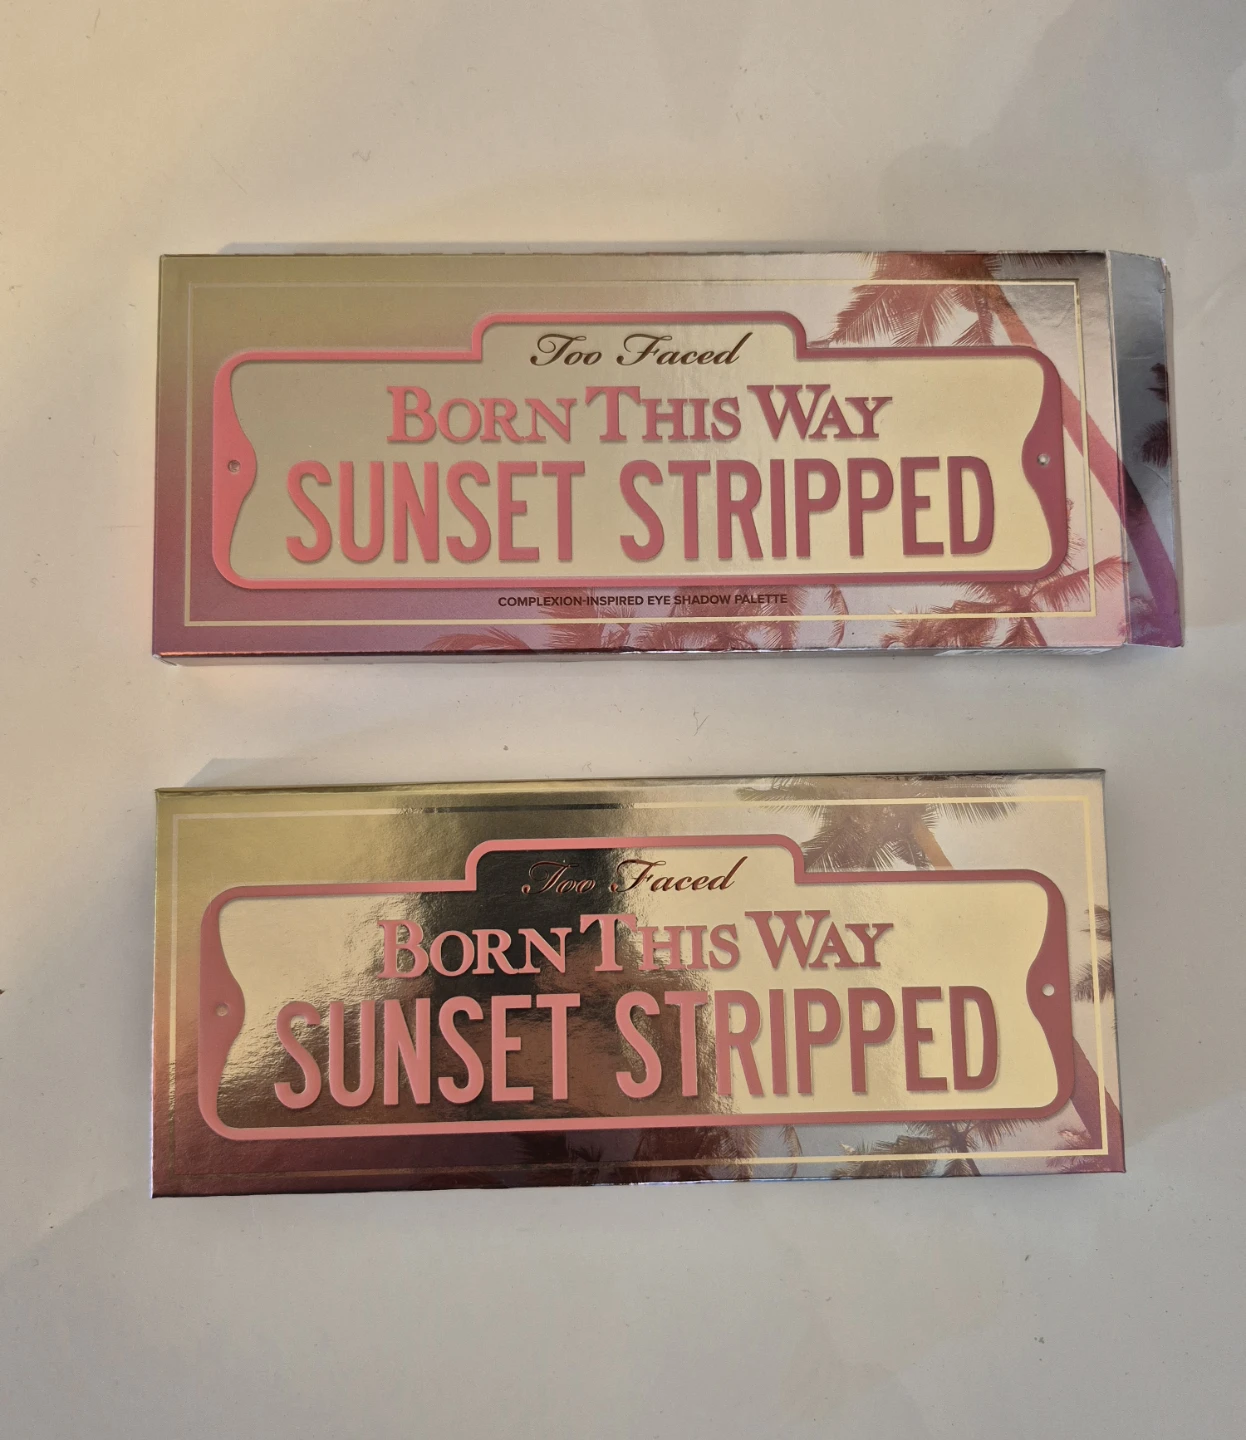 Too Faced
BORN THIS WAY
SUNSET STRIPPED
COMPLEXION-INSPIRED EYE SHADOW PALETTE
Too Faced
BORN THIS WAY
SUNSET STRIPPED